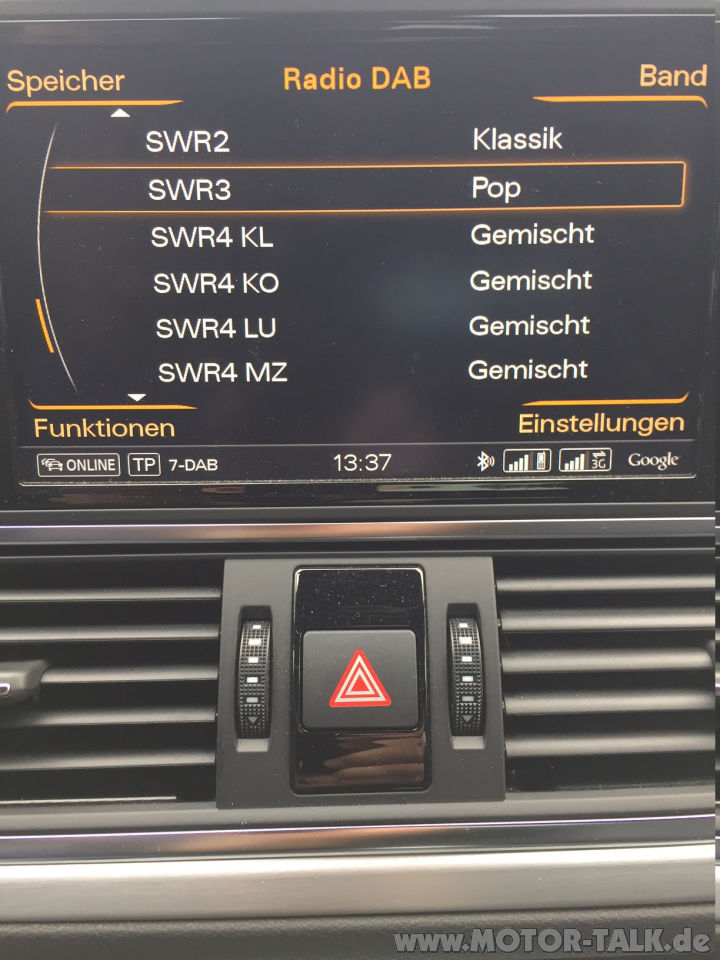 Speicher Radio DAB Band
SWR2 Klassik
SWR3 Pop
SWR4 KL Gemischt
SWR4 KO Gemischt
SWR4 LU Gemischt
SWR4 MZ Gemischt
Funktionen Einstellungen
ONLINE TP 7-DAB 13:37 3G Google
www.MOTOR-TALK.de